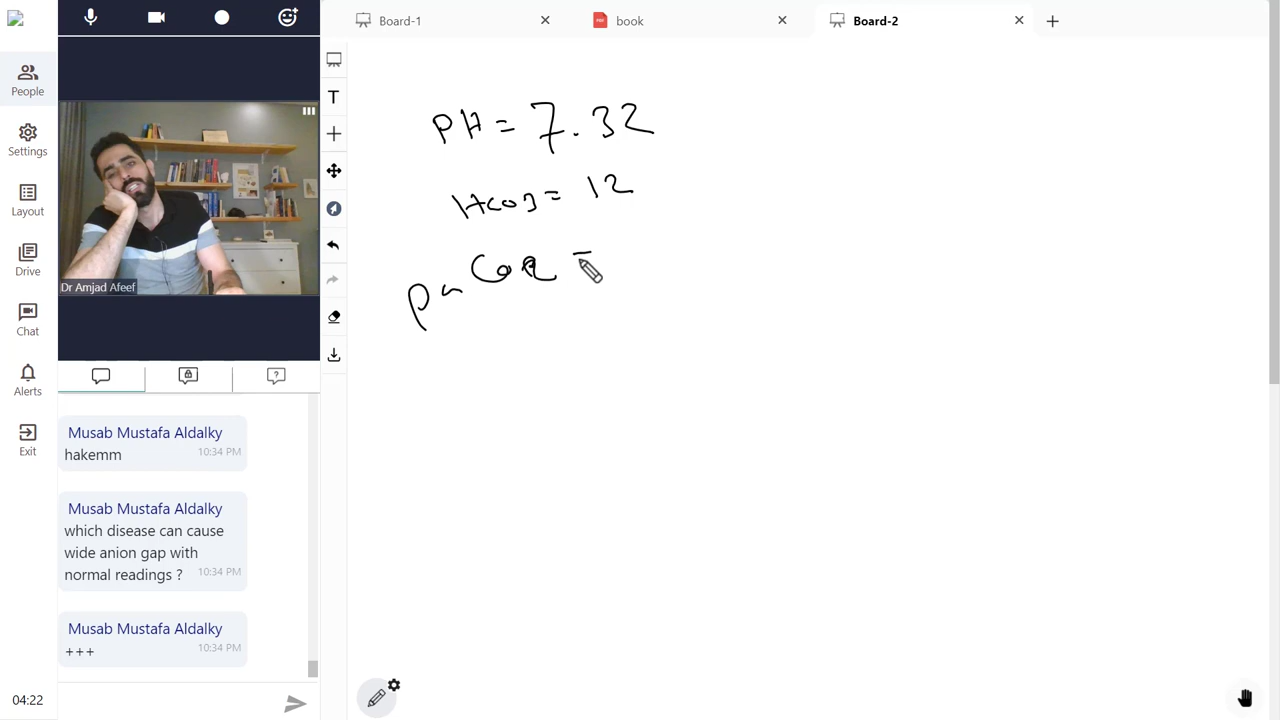 Board-1
book
Board-2
People
T
PH = 7.32
Settings
HCO3 = 12
Layout
PaCO2 =
Drive
Dr Amjad Afeef
Chat
Alerts
Musab Mustafa Aldalky
hakemm
10:34 PM
Exit
Musab Mustafa Aldalky
which disease can cause
wide anion gap with
normal readings ?
10:34 PM
Musab Mustafa Aldalky
+++
10:34 PM
04:22